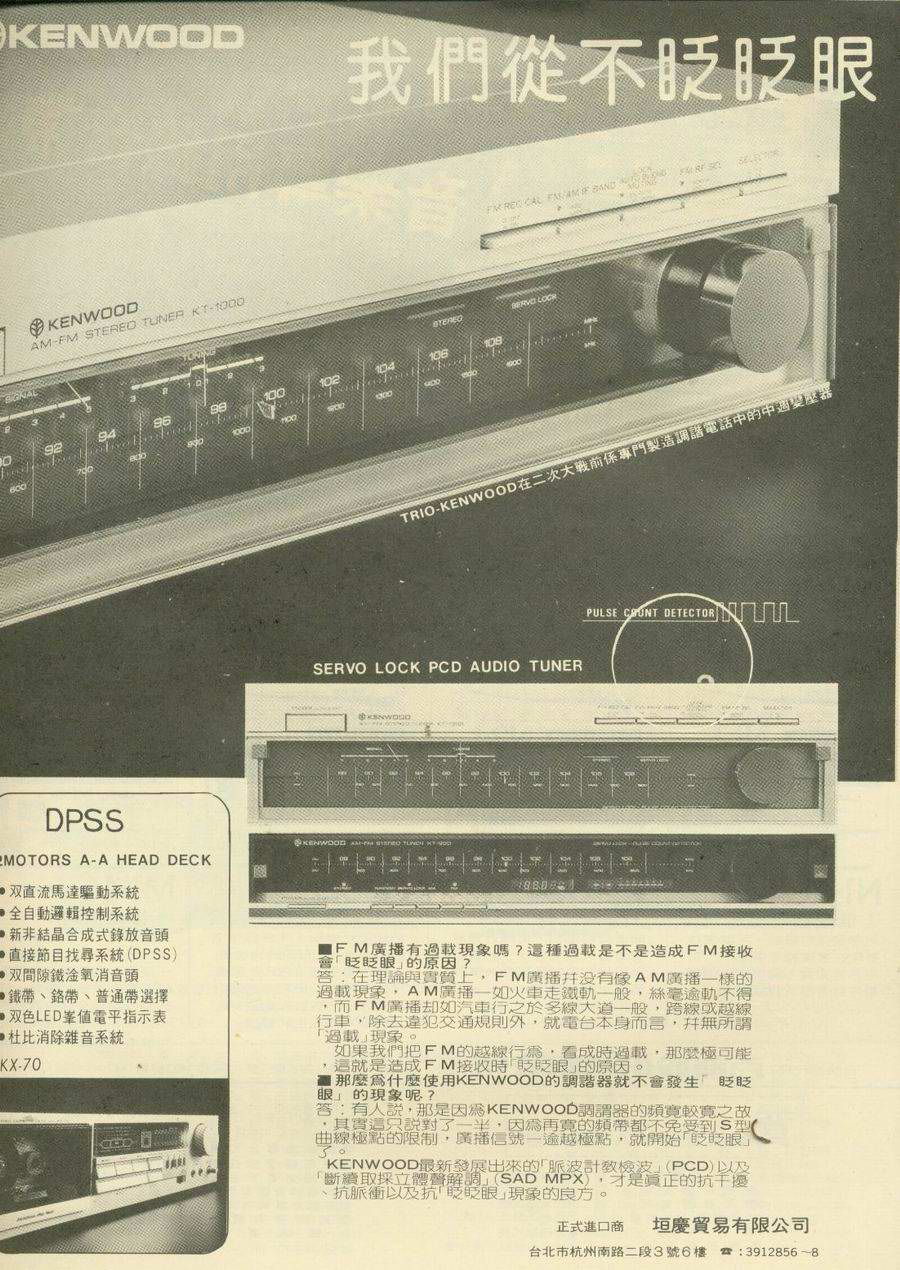 KENWOOD
我們從不眨眨眼
FM REC CAL FM/AM IF BAND FM RF SEL SELECTOR
KENWOOD
AM-FM STEREO TUNER KT-1000
STEREO
SERVO LOCK
SIGNAL
TUNING
92 94 96 98 100 102 104 106 108 MHz
600 700 800 900 1000 1100 1200 1300 1400 1500 1600 kHz
TRIO-KENWOOD在二次大戰前係專門製造調諧電話中的中週變壓器
PULSE COUNT DETECTOR
SERVO LOCK PCD AUDIO TUNER
KENWOOD
KENWOOD AM-FM STEREO TUNER KT-900
DPSS
2MOTORS A-A HEAD DECK
●双直流馬達驅動系統
●全自動邏輯控制系統
●新非結晶合成式錄放音頭
●直接節目找尋系統(DPSS)
●双間隙鐵淦氧消音頭
●鐵帶、鉻帶、普通帶選擇
●双色LED峯值電平指示表
●杜比消除雜音系統
KX-70
■FM廣播有過載現象嗎？這種過載是不是造成FM接收
會「眨眨眼」的原因？
答：在理論與實質上，FM廣播幷没有像AM廣播一樣的
過載現象，AM廣播一如火車走鐵軌一般，絲毫逾軌不得
，而FM廣播却如汽車行之於多線大道一般，跨線或越線
行車，除去違犯交通規則外，就電台本身而言，幷無所謂
「過載」現象。
如果我們把FM的越線行爲，看成時過載，那麼極可能
，這就是造成FM接收時「眨眨眼」的原因。
■那麼爲什麼使用KENWOOD的調諧器就不會發生「眨眨
眼」的現象呢？
答：有人説，那是因爲KENWOOD調謂器的頻寬較寛之故
，其實這只説對了一半，因爲再寛的頻帶都不免受到S型
曲線極點的限制，廣播信號一逾越極點，就開始「眨眨眼」
了。
KENWOOD最新發展出來的「脈波計教檢波」(PCD)以及
「斷續取採立體聲解調」(SAD MPX)，才是眞正的抗干擾
、抗脈衝以及抗「眨眨眼」現象的良方。
正式進口商 垣慶貿易有限公司
台北市杭州南路二段3號6樓 ☎：3912856～8